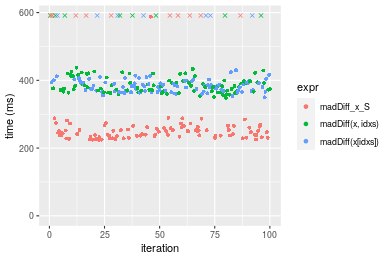 600
400
200
0
time (ms)
0
25
50
75
100
iteration
expr
madDiff_x_S
madDiff(x, idxs)
madDiff(x[idxs])